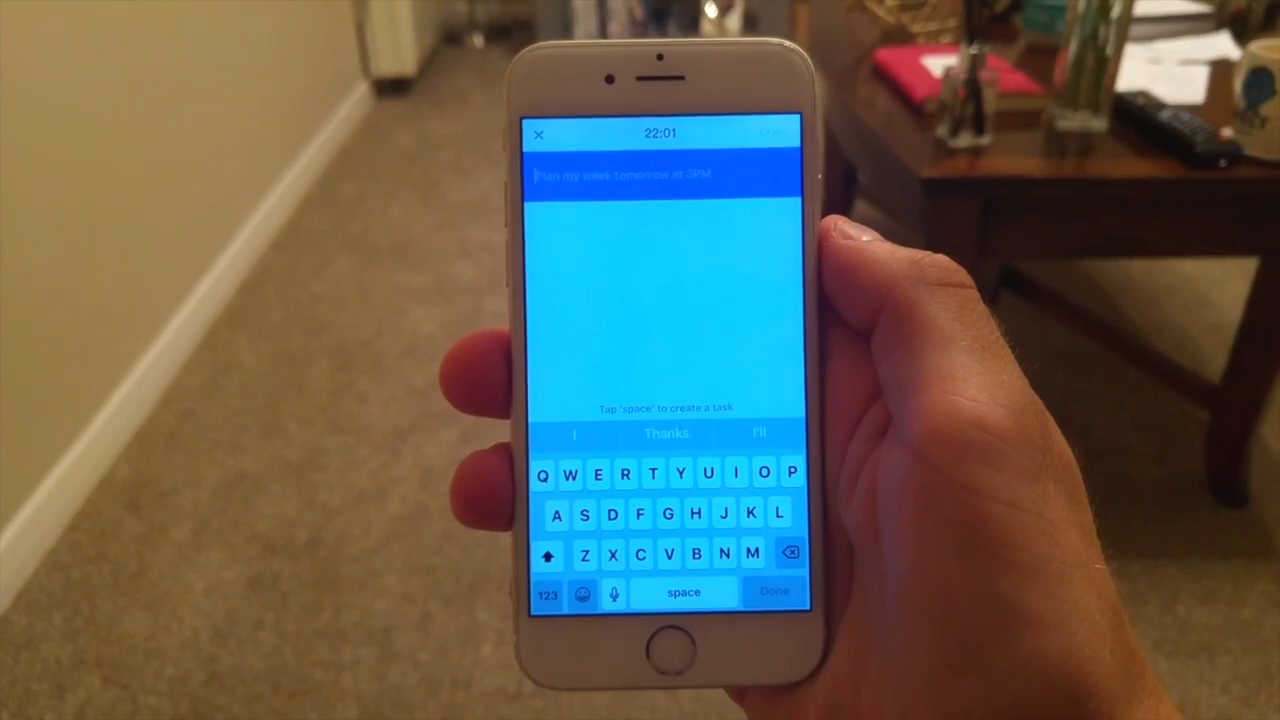 22:01
Plan my week tomorrow at 3PM
Tap 'space' to create a task
I Thanks I'll
Q W E R T Y U I O P
A S D F G H J K L
Z X C V B N M
123 space Done